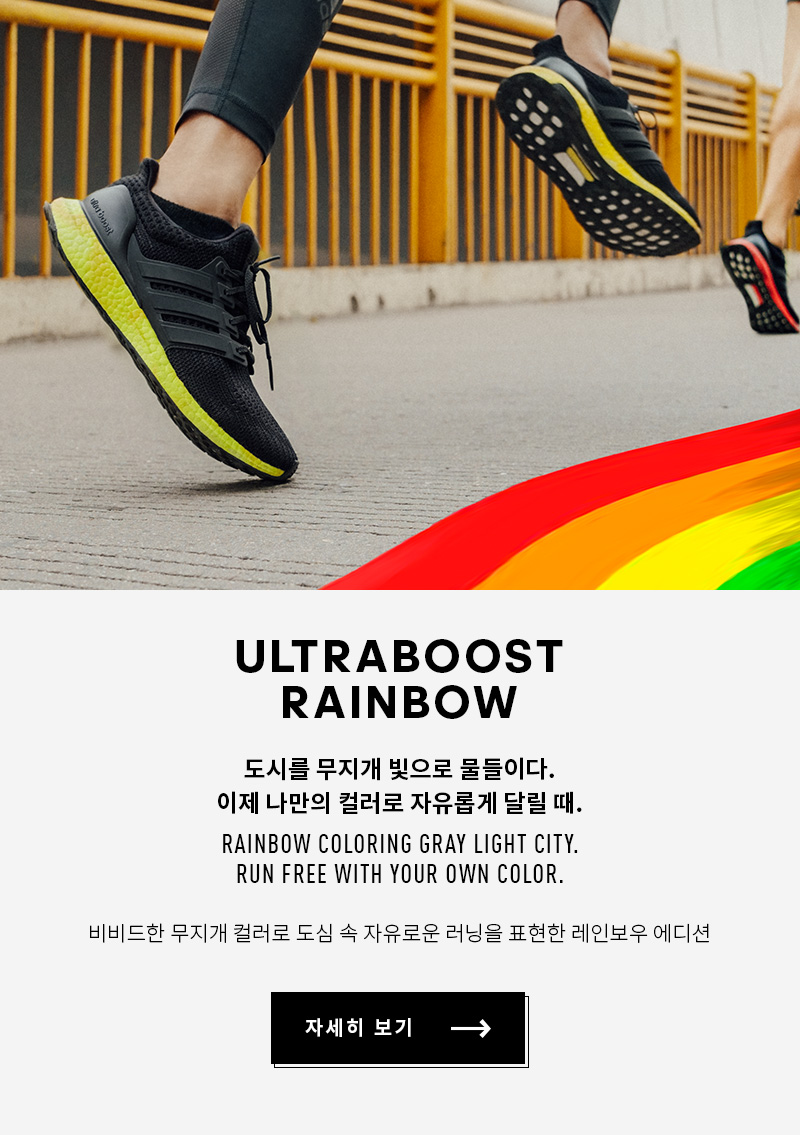 ultraboost
ULTRABOOST
RAINBOW
도시를 무지개 빛으로 물들이다.
이제 나만의 컬러로 자유롭게 달릴 때.
RAINBOW COLORING GRAY LIGHT CITY.
RUN FREE WITH YOUR OWN COLOR.
비비드한 무지개 컬러로 도심 속 자유로운 러닝을 표현한 레인보우 에디션
자세히 보기